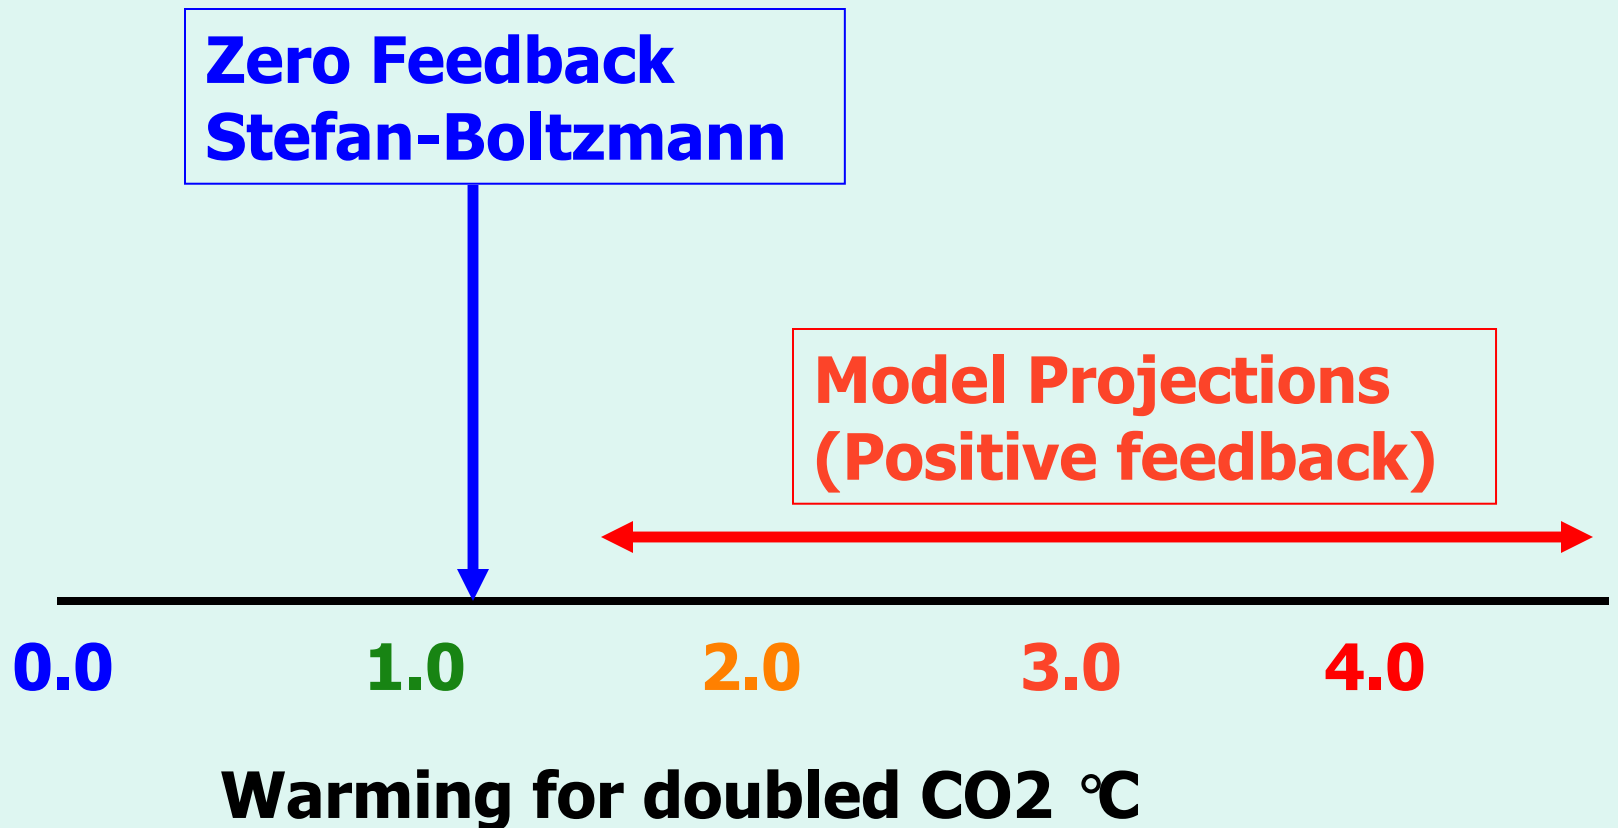 Zero Feedback
Stefan-Boltzmann
Model Projections
(Positive feedback)
0.0 1.0 2.0 3.0 4.0
Warming for doubled CO2 °C